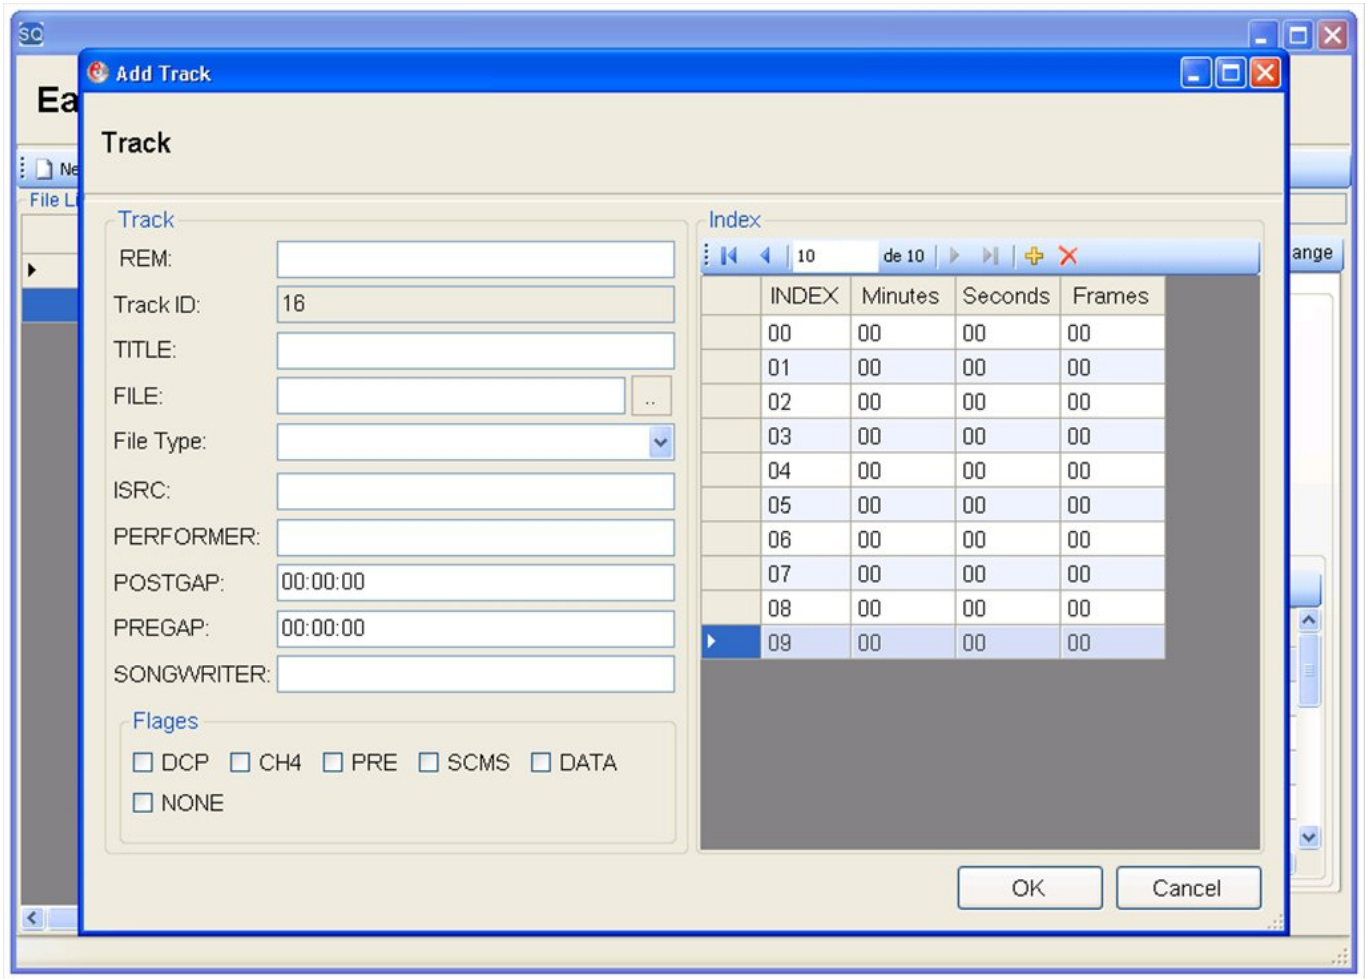 SQ
Add Track
Ea
Track
Ne
File Li
ange
Track
REM:
Track ID: 16
TITLE:
FILE: ..
File Type:
ISRC:
PERFORMER:
POSTGAP: 00:00:00
PREGAP: 00:00:00
SONGWRITER:
Flages
DCP CH4 PRE SCMS DATA
NONE
Index
10 de 10
INDEX Minutes Seconds Frames
00 00 00 00
01 00 00 00
02 00 00 00
03 00 00 00
04 00 00 00
05 00 00 00
06 00 00 00
07 00 00 00
08 00 00 00
09 00 00 00
OK Cancel